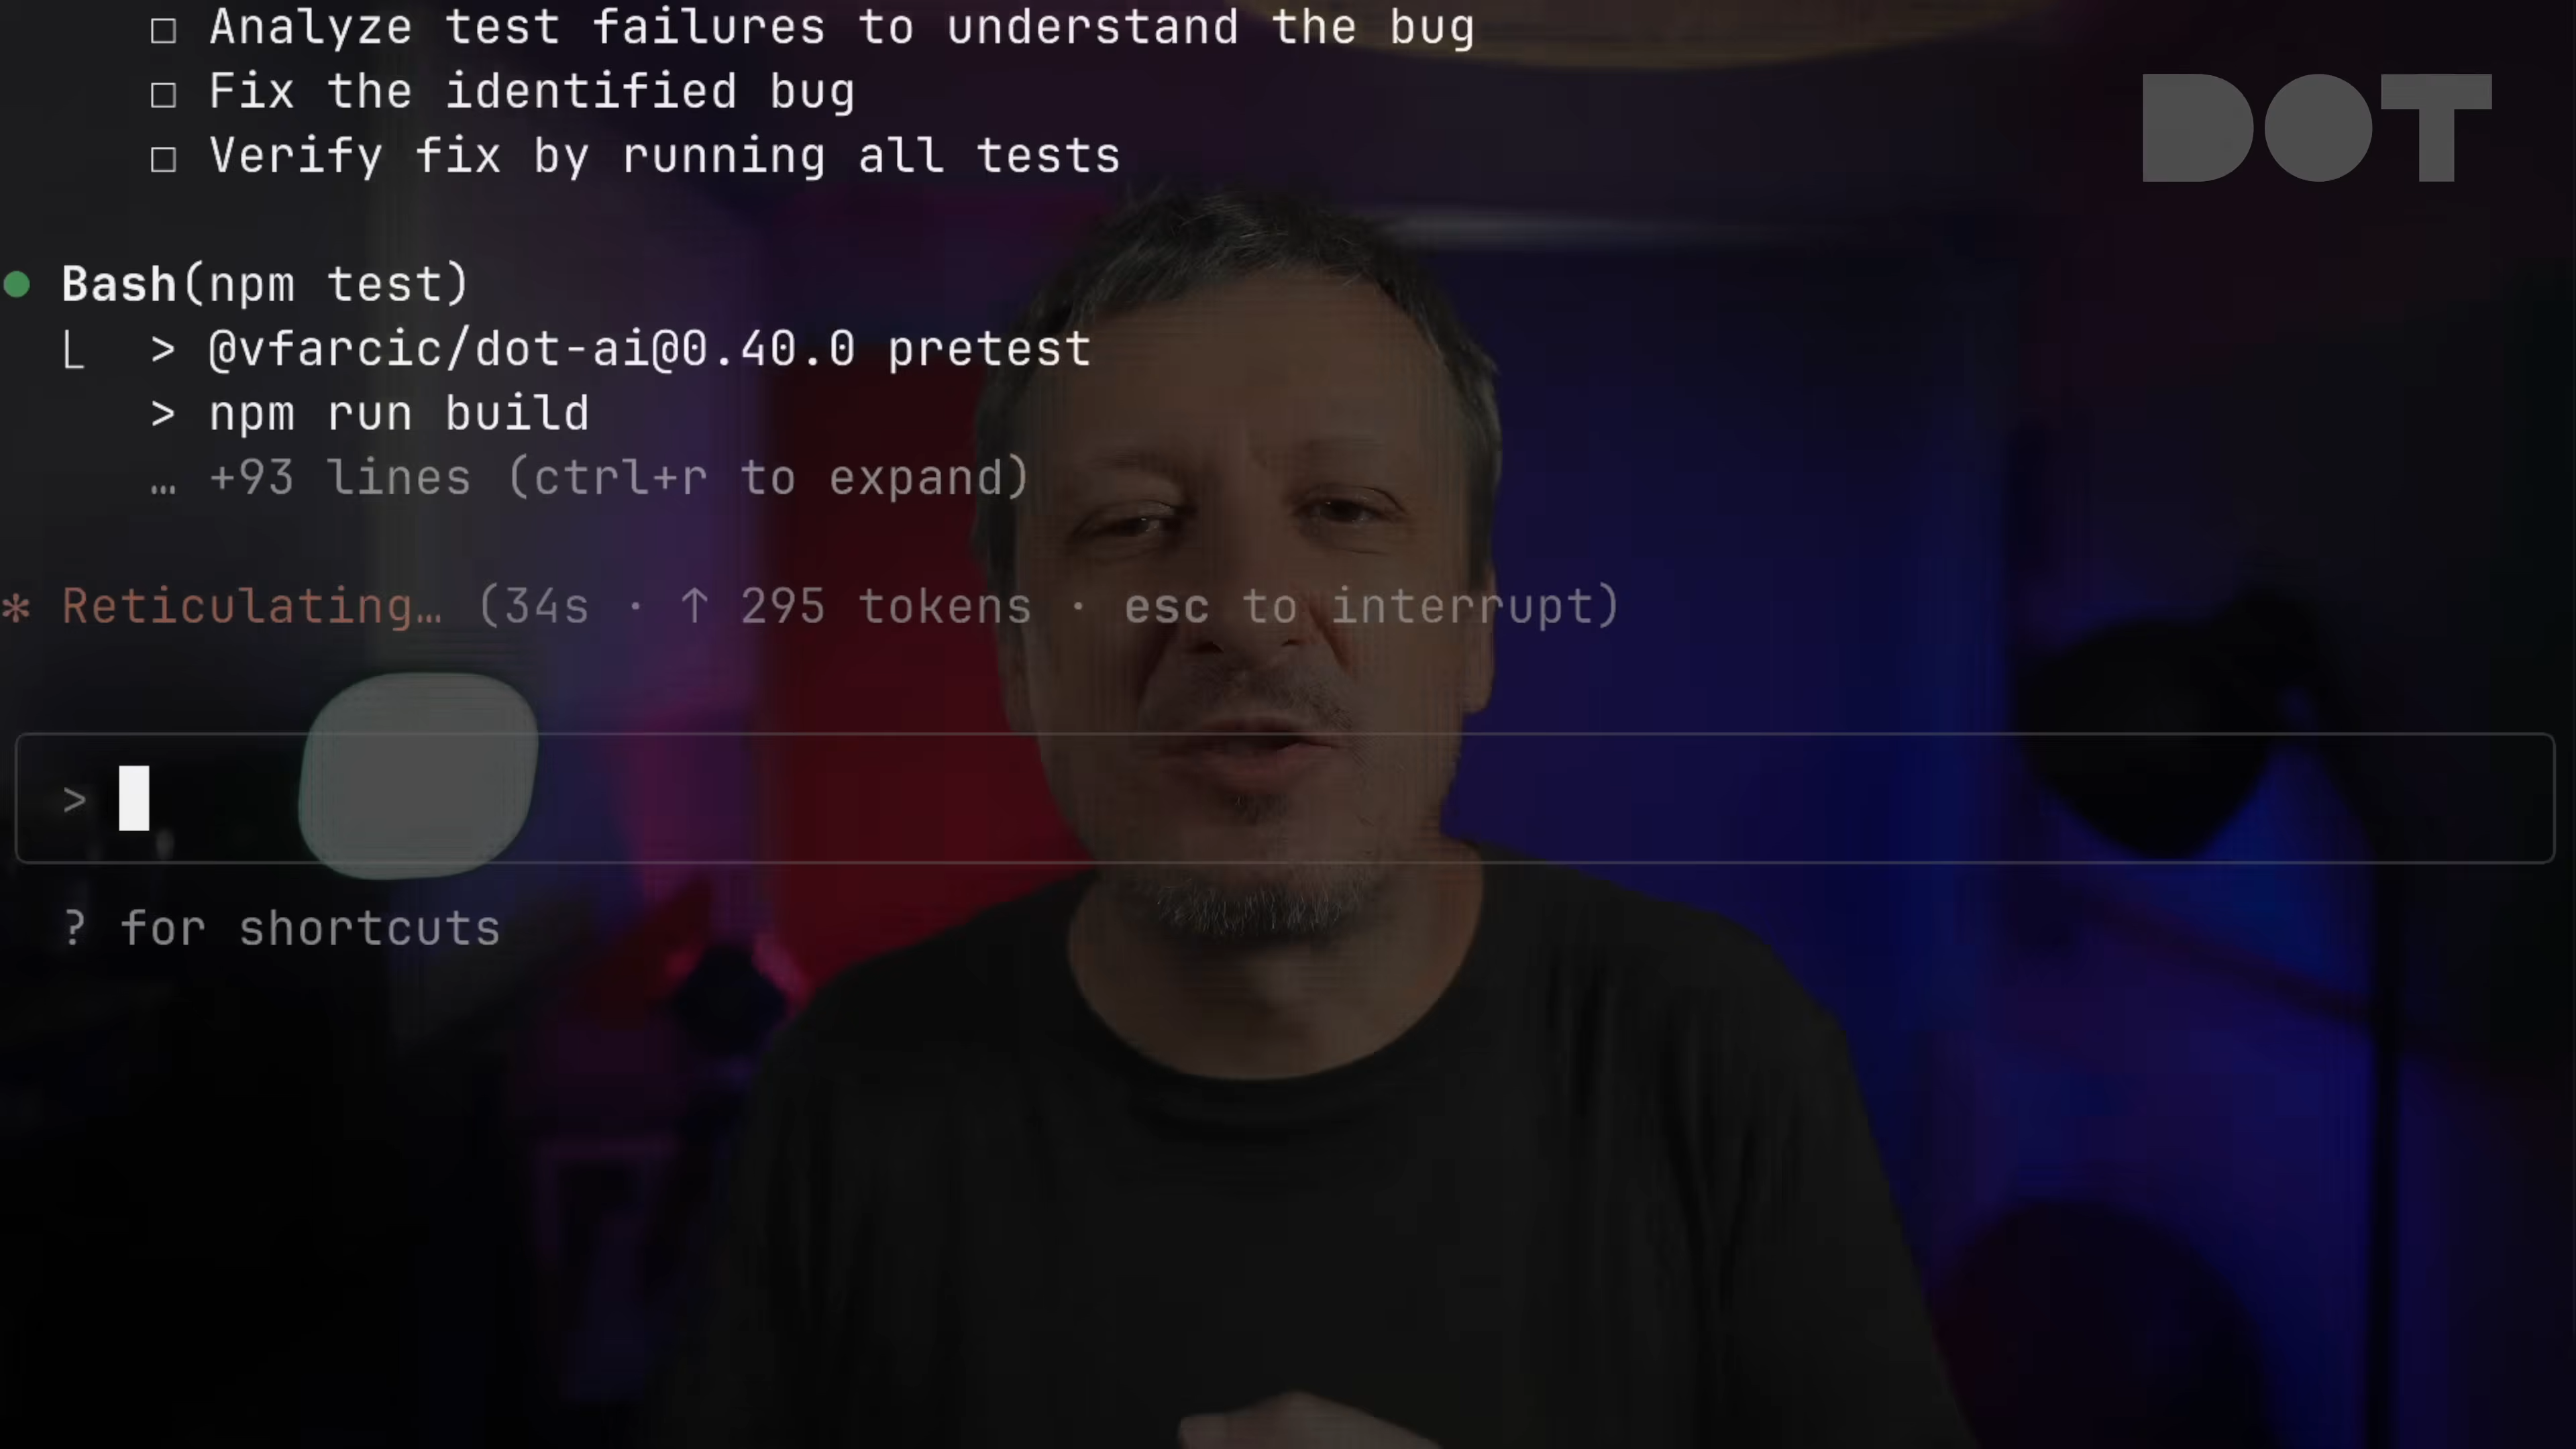 ☐ Analyze test failures to understand the bug
☐ Fix the identified bug
☐ Verify fix by running all tests
DOT
● Bash(npm test)
└ > @vfarcic/dot-ai@0.40.0 pretest
> npm run build
… +93 lines (ctrl+r to expand)
✻ Reticulating… (34s · ↑ 295 tokens · esc to interrupt)
>
? for shortcuts